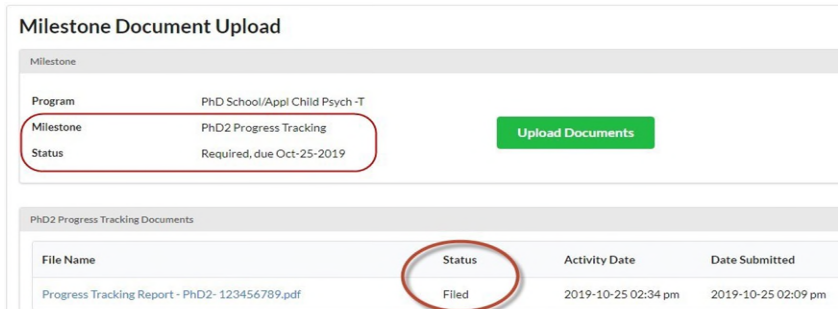 Milestone Document Upload
Milestone
Program PhD School/Appl Child Psych -T
Milestone PhD2 Progress Tracking
Upload Documents
Status Required, due Oct-25-2019
PhD2 Progress Tracking Documents
File Name Status Activity Date Date Submitted
Progress Tracking Report - PhD2- 123456789.pdf Filed 2019-10-25 02:34 pm 2019-10-25 02:09 pm